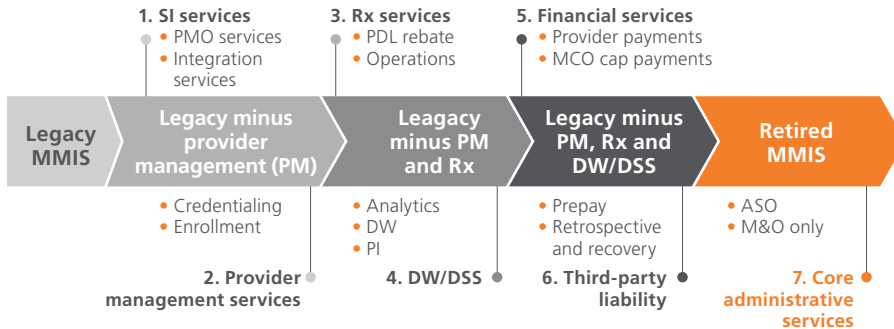 1. SI services
• PMO services
• Integration
services
3. Rx services
• PDL rebate
• Operations
5. Financial services
• Provider payments
• MCO cap payments
Legacy
MMIS
Legacy minus
provider
management (PM)
Leagacy
minus PM
and Rx
Legacy minus
PM, Rx and
DW/DSS
Retired
MMIS
• Credentialing
• Enrollment
2. Provider
management services
• Analytics
• DW
• PI
4. DW/DSS
• Prepay
• Retrospective
and recovery
6. Third-party
liability
• ASO
• M&O only
7. Core
administrative
services